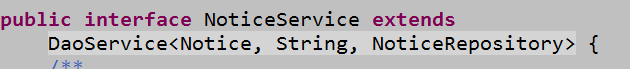 public interface NoticeService extends
DaoService<Notice, String, NoticeRepository> {
/**